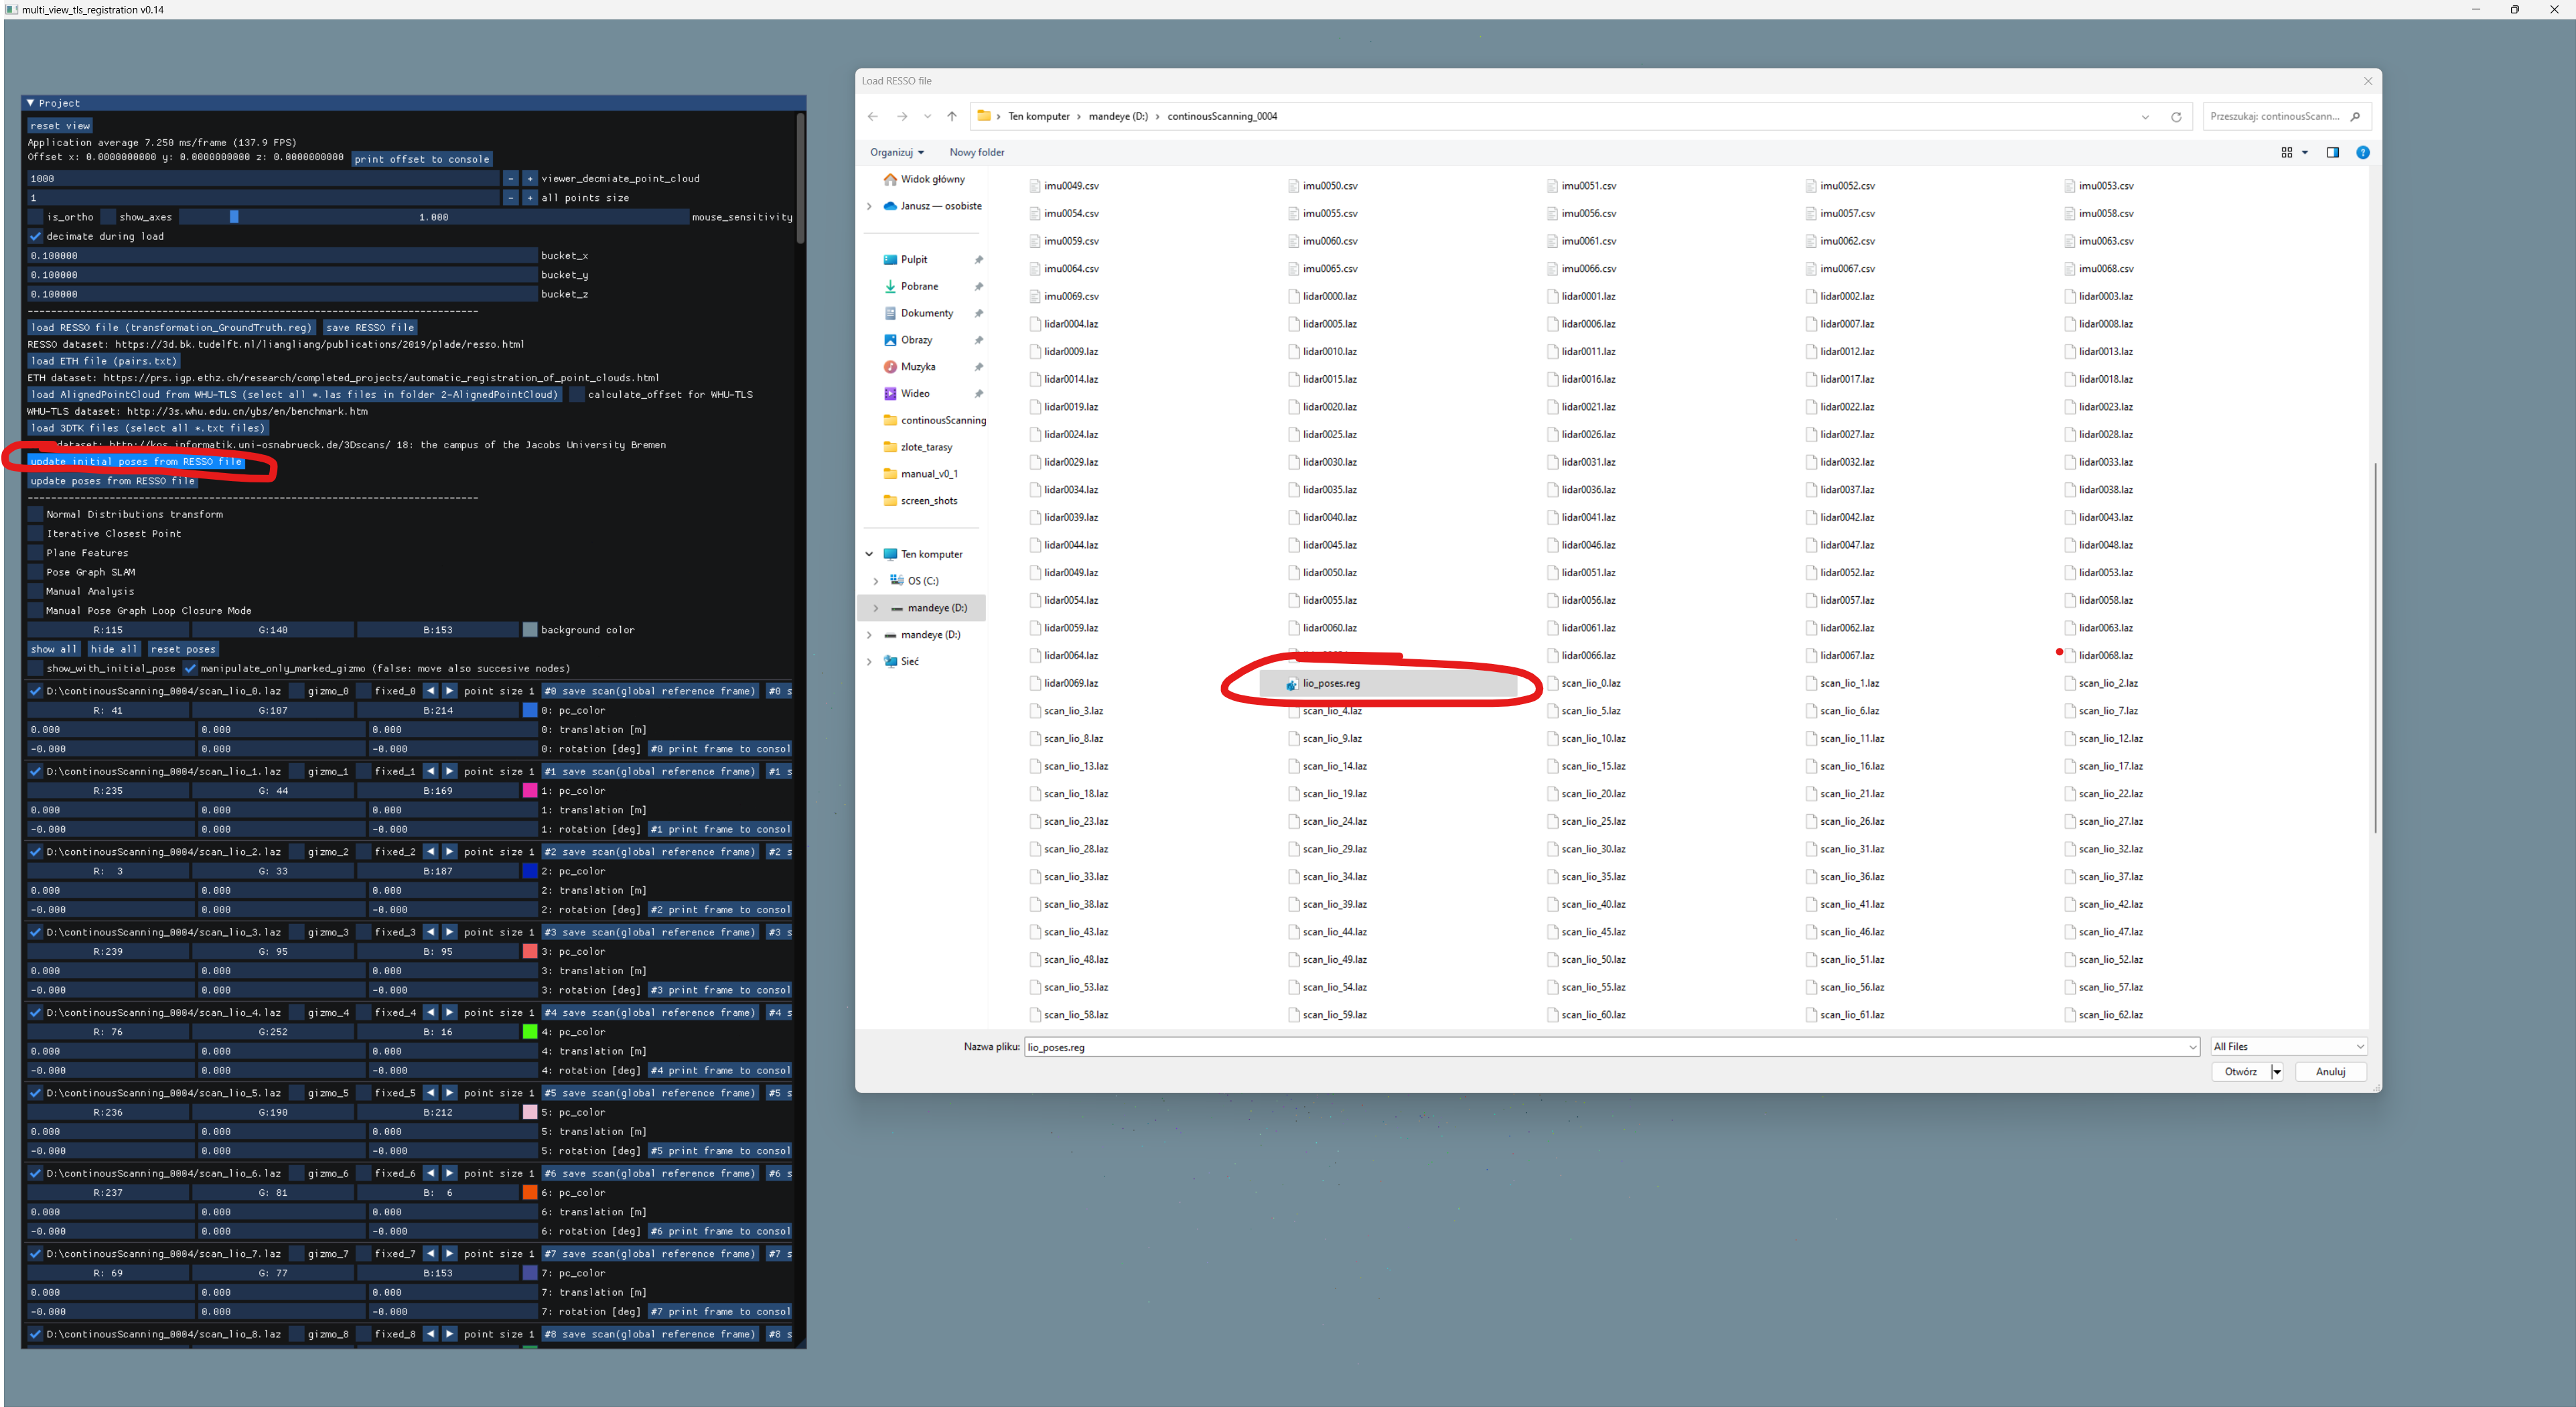 multi_view_tls_registration v0.14
Project
reset view
Application average 7.250 ms/frame (137.9 FPS)
Offset x: 0.0000000000 y: 0.0000000000 z: 0.0000000000 print offset to console
1000 - + viewer_decmiate_point_cloud
1 - + all points size
is_ortho show_axes 1.000 mouse_sensitivity
decimate during load
0.100000 bucket_x
0.100000 bucket_y
0.100000 bucket_z
--------------------------------------------------------------------------------
load RESSO file (transformation_GroundTruth.reg) save RESSO file
RESSO dataset: https://3d.bk.tudelft.nl/liangliang/publications/2019/plade/resso.html
load ETH file (pairs.txt)
ETH dataset: https://prs.igp.ethz.ch/research/completed_projects/automatic_registration_of_point_clouds.html
load AlignedPointCloud from WHU-TLS (select all *.las files in folder 2-AlignedPointCloud) calculate_offset for WHU-TLS
WHU-TLS dataset: http://3s.whu.edu.cn/ybs/en/benchmark.htm
load 3DTK files (select all *.txt files)
dataset: http://kos.informatik.uni-osnabrueck.de/3Dscans/ 18: the campus of the Jacobs University Bremen
update initial poses from RESSO file
update poses from RESSO file
--------------------------------------------------------------------------------
Normal Distributions transform
Iterative Closest Point
Plane Features
Pose Graph SLAM
Manual Analysis
Manual Pose Graph Loop Closure Mode
R:115 G:140 B:153 background color
show all hide all reset poses
show_with_initial_pose manipulate_only_marked_gizmo (false: move also succesive nodes)
D:\continousScanning_0004/scan_lio_0.laz gizmo_0 fixed_0 point size 1 #0 save scan(global reference frame) #0 s
R: 41 G:107 B:214 0: pc_color
0.000 0.000 0.000 0: translation [m]
-0.000 0.000 -0.000 0: rotation [deg] #0 print frame to consol
D:\continousScanning_0004/scan_lio_1.laz gizmo_1 fixed_1 point size 1 #1 save scan(global reference frame) #1 s
R:235 G: 44 B:169 1: pc_color
0.000 0.000 0.000 1: translation [m]
-0.000 0.000 -0.000 1: rotation [deg] #1 print frame to consol
D:\continousScanning_0004/scan_lio_2.laz gizmo_2 fixed_2 point size 1 #2 save scan(global reference frame) #2 s
R: 3 G: 33 B:187 2: pc_color
0.000 0.000 0.000 2: translation [m]
-0.000 0.000 -0.000 2: rotation [deg] #2 print frame to consol
D:\continousScanning_0004/scan_lio_3.laz gizmo_3 fixed_3 point size 1 #3 save scan(global reference frame) #3 s
R:239 G: 95 B: 95 3: pc_color
0.000 0.000 0.000 3: translation [m]
-0.000 0.000 -0.000 3: rotation [deg] #3 print frame to consol
D:\continousScanning_0004/scan_lio_4.laz gizmo_4 fixed_4 point size 1 #4 save scan(global reference frame) #4 s
R: 76 G:252 B: 16 4: pc_color
0.000 0.000 0.000 4: translation [m]
-0.000 0.000 -0.000 4: rotation [deg] #4 print frame to consol
D:\continousScanning_0004/scan_lio_5.laz gizmo_5 fixed_5 point size 1 #5 save scan(global reference frame) #5 s
R:236 G:190 B:212 5: pc_color
0.000 0.000 0.000 5: translation [m]
-0.000 0.000 -0.000 5: rotation [deg] #5 print frame to consol
D:\continousScanning_0004/scan_lio_6.laz gizmo_6 fixed_6 point size 1 #6 save scan(global reference frame) #6 s
R:237 G: 81 B: 6 6: pc_color
0.000 0.000 0.000 6: translation [m]
-0.000 0.000 -0.000 6: rotation [deg] #6 print frame to consol
D:\continousScanning_0004/scan_lio_7.laz gizmo_7 fixed_7 point size 1 #7 save scan(global reference frame) #7 s
R: 69 G: 77 B:153 7: pc_color
0.000 0.000 0.000 7: translation [m]
-0.000 0.000 -0.000 7: rotation [deg] #7 print frame to consol
D:\continousScanning_0004/scan_lio_8.laz gizmo_8 fixed_8 point size 1 #8 save scan(global reference frame) #8 s
Load RESSO file
Ten komputer > mandeye (D:) > continousScanning_0004
Przeszukaj: continousScann...
Organizuj Nowy folder
Widok główny
Janusz — osobiste
Pulpit
Pobrane
Dokumenty
Obrazy
Muzyka
Wideo
continousScanning
zlote_tarasy
manual_v0_1
screen_shots
Ten komputer
OS (C:)
mandeye (D:)
mandeye (D:)
Sieć
imu0049.csv imu0050.csv imu0051.csv imu0052.csv imu0053.csv
imu0054.csv imu0055.csv imu0056.csv imu0057.csv imu0058.csv
imu0059.csv imu0060.csv imu0061.csv imu0062.csv imu0063.csv
imu0064.csv imu0065.csv imu0066.csv imu0067.csv imu0068.csv
imu0069.csv lidar0000.laz lidar0001.laz lidar0002.laz lidar0003.laz
lidar0004.laz lidar0005.laz lidar0006.laz lidar0007.laz lidar0008.laz
lidar0009.laz lidar0010.laz lidar0011.laz lidar0012.laz lidar0013.laz
lidar0014.laz lidar0015.laz lidar0016.laz lidar0017.laz lidar0018.laz
lidar0019.laz lidar0020.laz lidar0021.laz lidar0022.laz lidar0023.laz
lidar0024.laz lidar0025.laz lidar0026.laz lidar0027.laz lidar0028.laz
lidar0029.laz lidar0030.laz lidar0031.laz lidar0032.laz lidar0033.laz
lidar0034.laz lidar0035.laz lidar0036.laz lidar0037.laz lidar0038.laz
lidar0039.laz lidar0040.laz lidar0041.laz lidar0042.laz lidar0043.laz
lidar0044.laz lidar0045.laz lidar0046.laz lidar0047.laz lidar0048.laz
lidar0049.laz lidar0050.laz lidar0051.laz lidar0052.laz lidar0053.laz
lidar0054.laz lidar0055.laz lidar0056.laz lidar0057.laz lidar0058.laz
lidar0059.laz lidar0060.laz lidar0061.laz lidar0062.laz lidar0063.laz
lidar0064.laz lidar0066.laz lidar0067.laz lidar0068.laz
lidar0069.laz lio_poses.reg scan_lio_0.laz scan_lio_1.laz scan_lio_2.laz
scan_lio_3.laz scan_lio_4.laz scan_lio_5.laz scan_lio_6.laz scan_lio_7.laz
scan_lio_8.laz scan_lio_9.laz scan_lio_10.laz scan_lio_11.laz scan_lio_12.laz
scan_lio_13.laz scan_lio_14.laz scan_lio_15.laz scan_lio_16.laz scan_lio_17.laz
scan_lio_18.laz scan_lio_19.laz scan_lio_20.laz scan_lio_21.laz scan_lio_22.laz
scan_lio_23.laz scan_lio_24.laz scan_lio_25.laz scan_lio_26.laz scan_lio_27.laz
scan_lio_28.laz scan_lio_29.laz scan_lio_30.laz scan_lio_31.laz scan_lio_32.laz
scan_lio_33.laz scan_lio_34.laz scan_lio_35.laz scan_lio_36.laz scan_lio_37.laz
scan_lio_38.laz scan_lio_39.laz scan_lio_40.laz scan_lio_41.laz scan_lio_42.laz
scan_lio_43.laz scan_lio_44.laz scan_lio_45.laz scan_lio_46.laz scan_lio_47.laz
scan_lio_48.laz scan_lio_49.laz scan_lio_50.laz scan_lio_51.laz scan_lio_52.laz
scan_lio_53.laz scan_lio_54.laz scan_lio_55.laz scan_lio_56.laz scan_lio_57.laz
scan_lio_58.laz scan_lio_59.laz scan_lio_60.laz scan_lio_61.laz scan_lio_62.laz
Nazwa pliku: lio_poses.reg All Files
Otwórz Anuluj